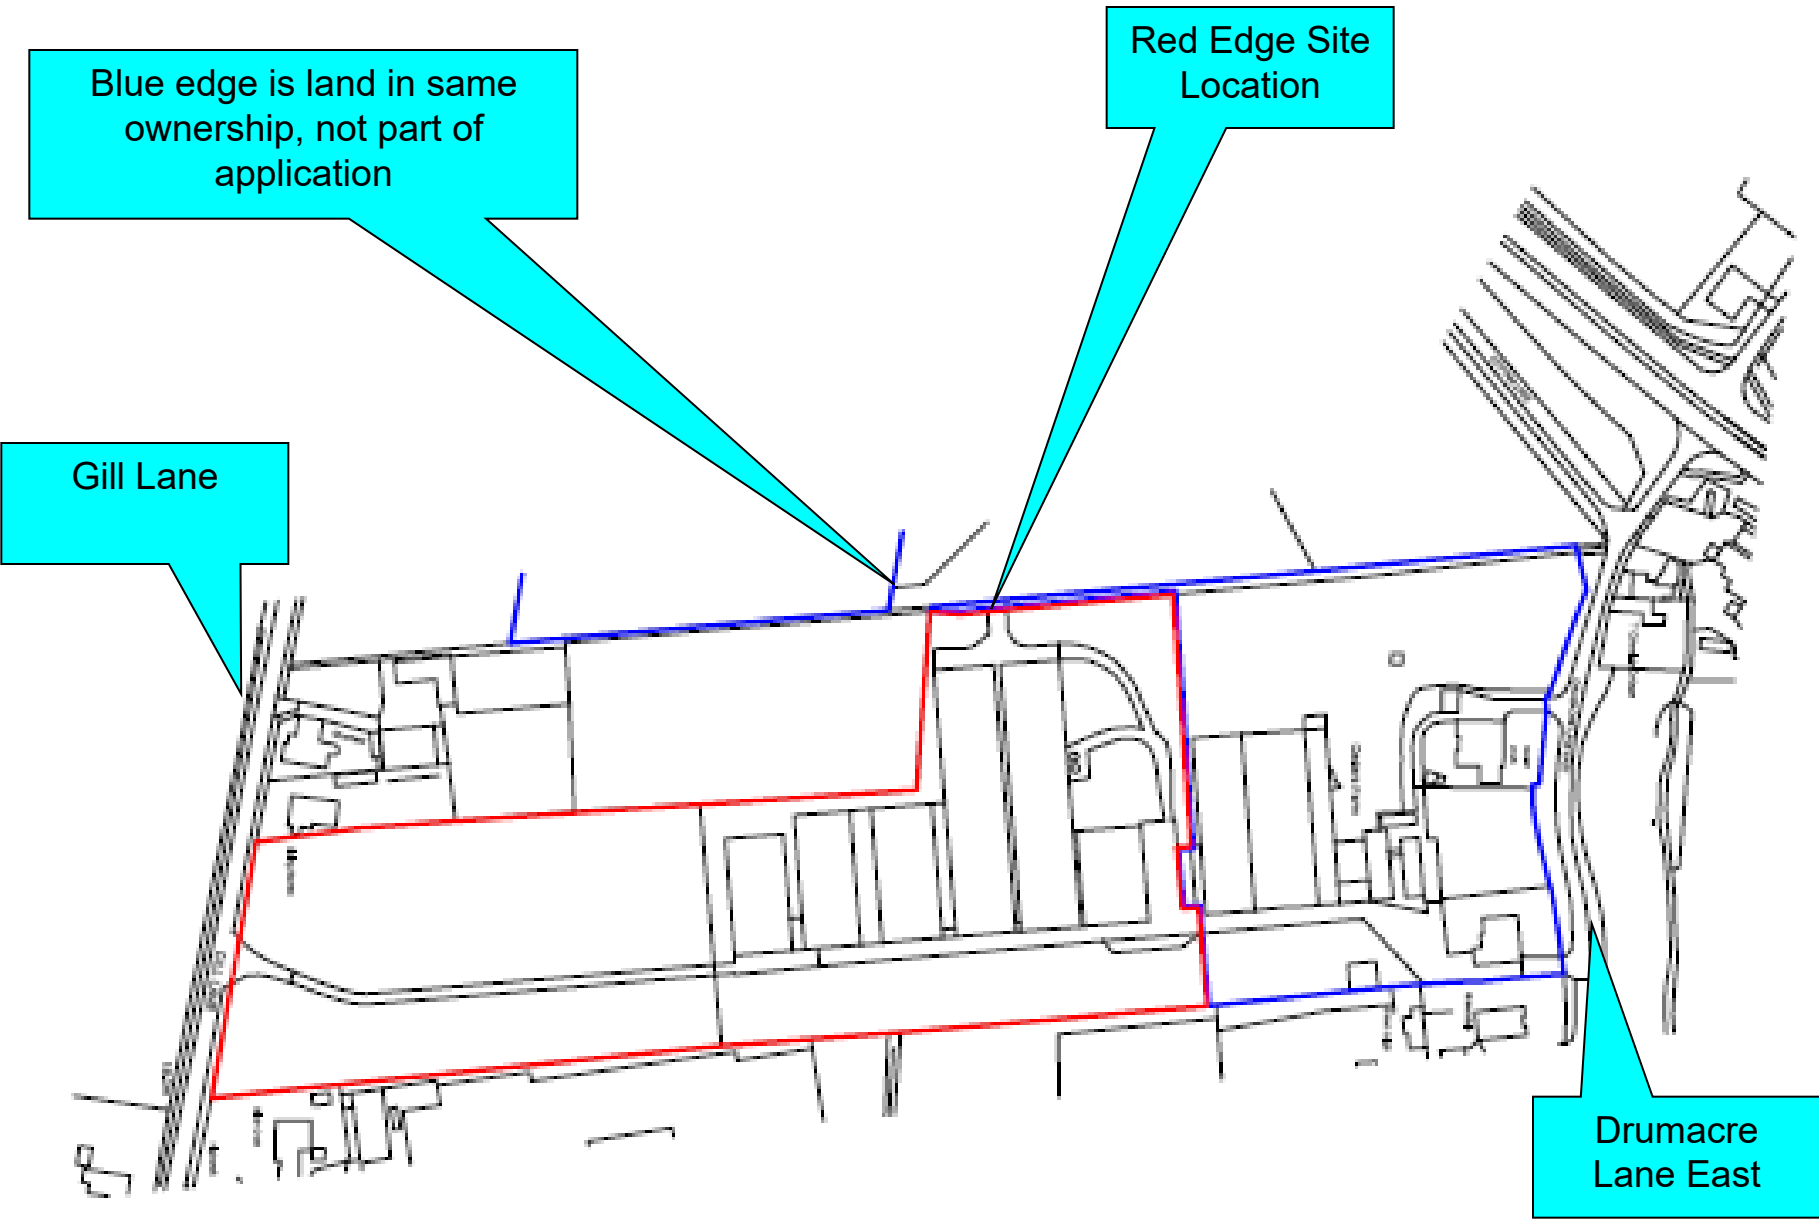 Red Edge Site
Location
Blue edge is land in same
ownership, not part of
application
Gill Lane
Drumacre
Lane East